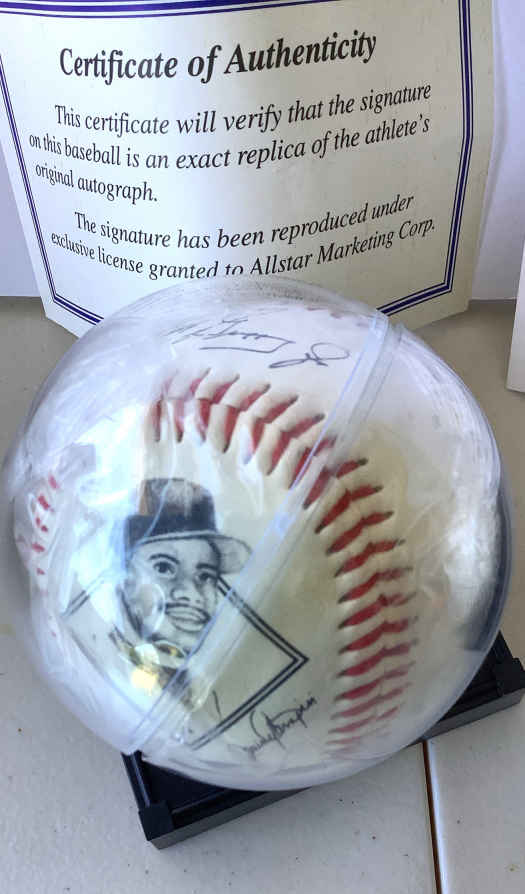 Certificate of Authenticity
This certificate will verify that the signature
on this baseball is an exact replica of the athlete's
original autograph.
The signature has been reproduced under
exclusive license granted to Allstar Marketing Corp.